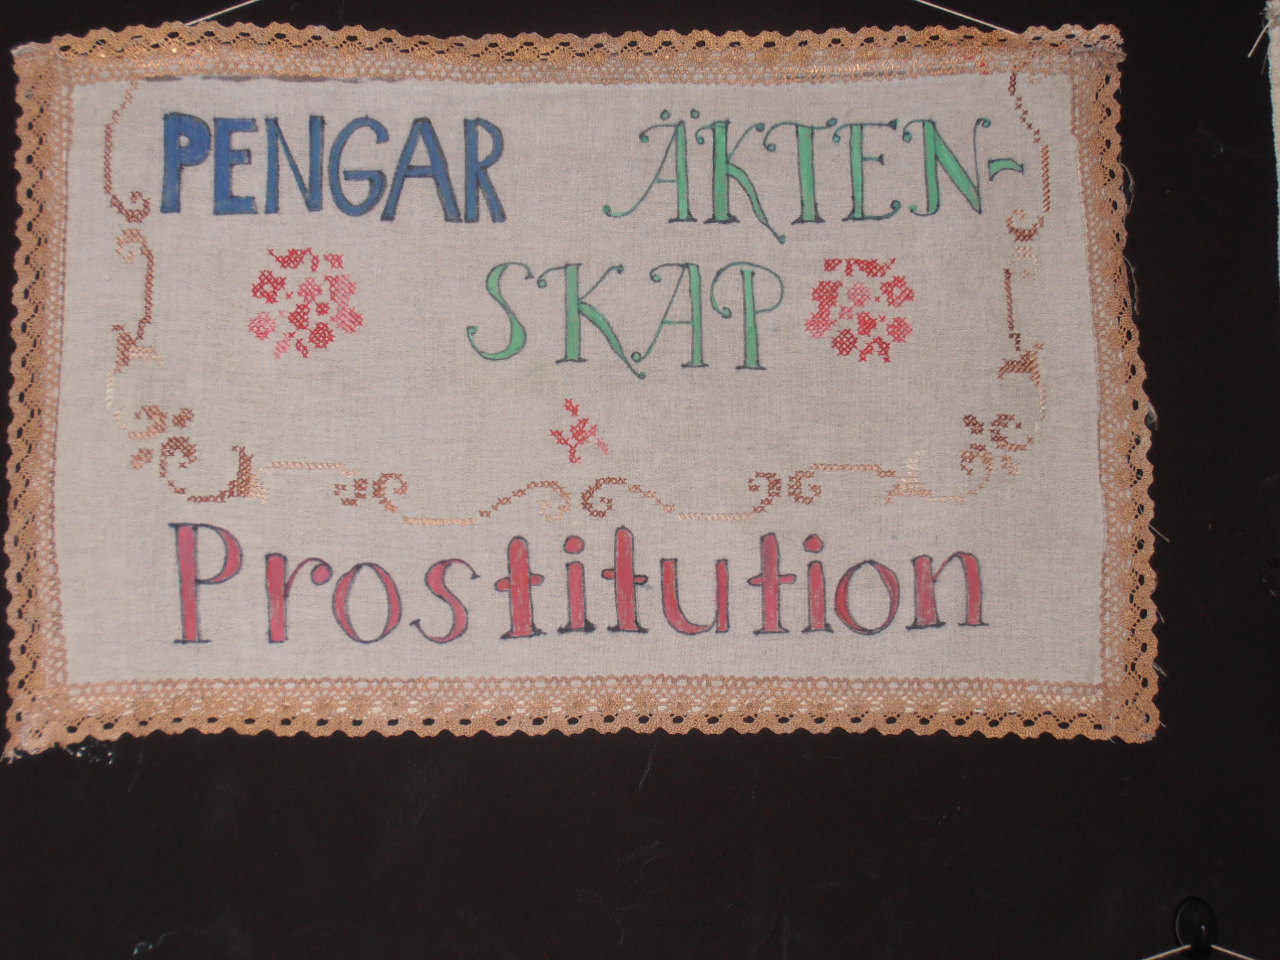 PENGAR ÄKTEN-
SKAP
Prostitution